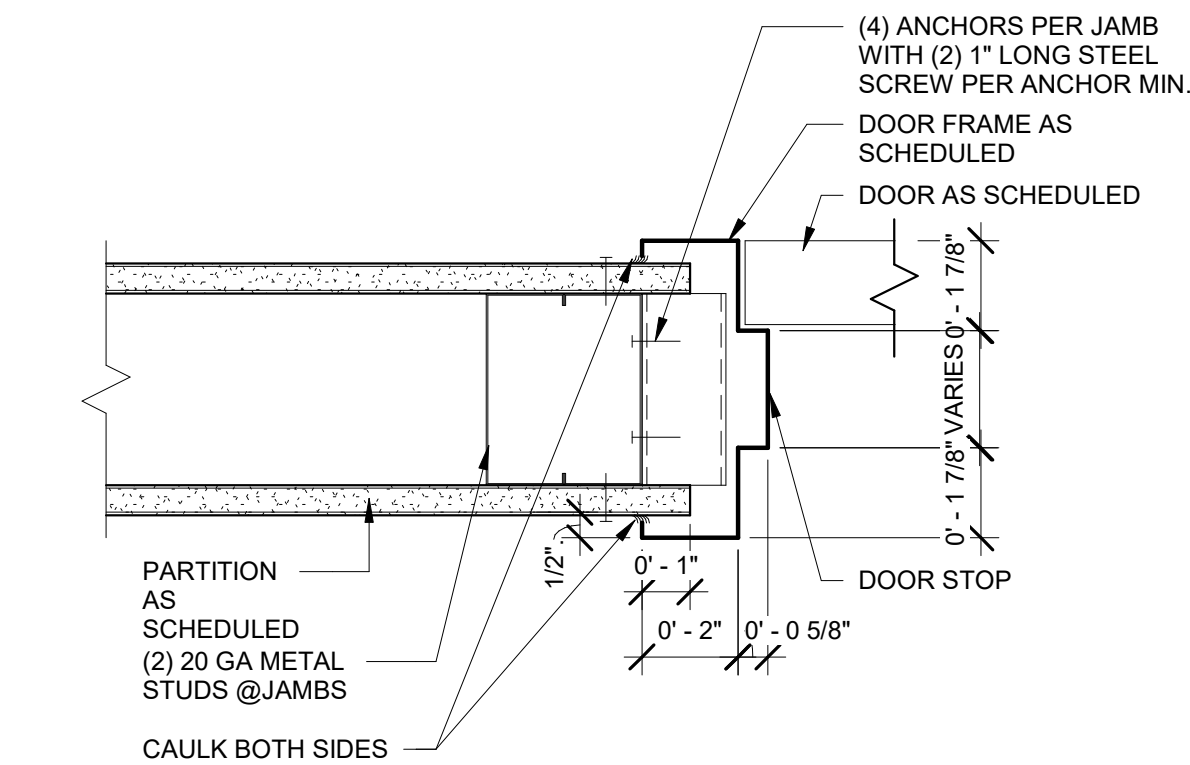 (4) ANCHORS PER JAMB
WITH (2) 1" LONG STEEL
SCREW PER ANCHOR MIN.
DOOR FRAME AS
SCHEDULED
DOOR AS SCHEDULED
0' - 1 7/8"
VARIES
0' - 1 7/8"
1/2"
0' - 1"
DOOR STOP
0' - 2"
0' - 0 5/8"
PARTITION
AS
SCHEDULED
(2) 20 GA METAL
STUDS @JAMBS
CAULK BOTH SIDES